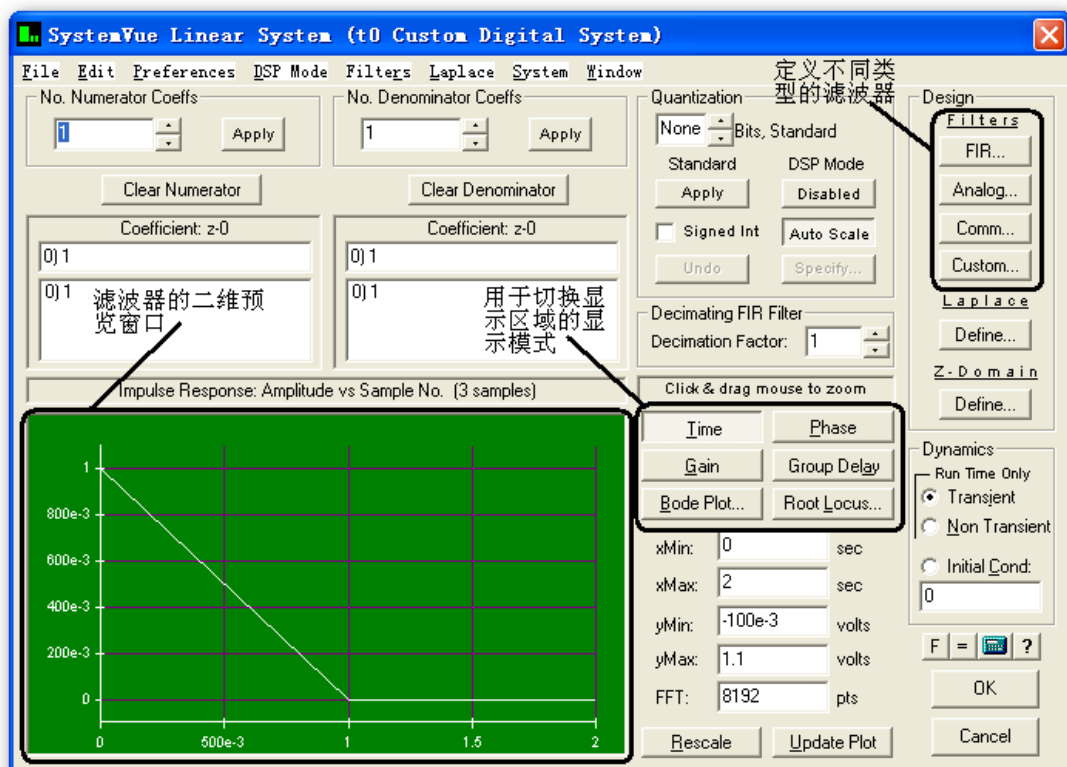 SystemVue Linear System (t0 Custom Digital System)
File Edit Preferences DSP Mode Filters Laplace System Window
定义不同类
型的滤波器
No. Numerator Coeffs
1
Apply
Clear Numerator
Coefficient: z-0
0) 1
0) 1
滤波器的二维预
览窗口
No. Denominator Coeffs
1
Apply
Clear Denominator
Coefficient: z-0
0) 1
0) 1
用于切换显
示区域的显
示模式
Quantization
None Bits, Standard
Standard DSP Mode
Apply Disabled
Signed Int Auto Scale
Undo Specify...
Decimating FIR Filter
Decimation Factor: 1
Design
Filters
FIR...
Analog...
Comm...
Custom...
Laplace
Define...
Z-Domain
Define...
Impulse Response: Amplitude vs Sample No. (3 samples)
1
800e-3
600e-3
400e-3
200e-3
0
0 500e-3 1 1.5 2
Click & drag mouse to zoom
Time Phase
Gain Group Delay
Bode Plot... Root Locus...
xMin: 0 sec
xMax: 2 sec
yMin: -100e-3 volts
yMax: 1.1 volts
FFT: 8192 pts
Rescale Update Plot
Dynamics
Run Time Only
Transient
Non Transient
Initial Cond:
0
F = ?
OK
Cancel